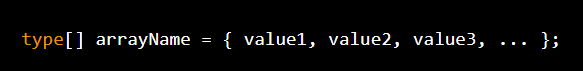 type[] arrayName = { value1, value2, value3, ... };